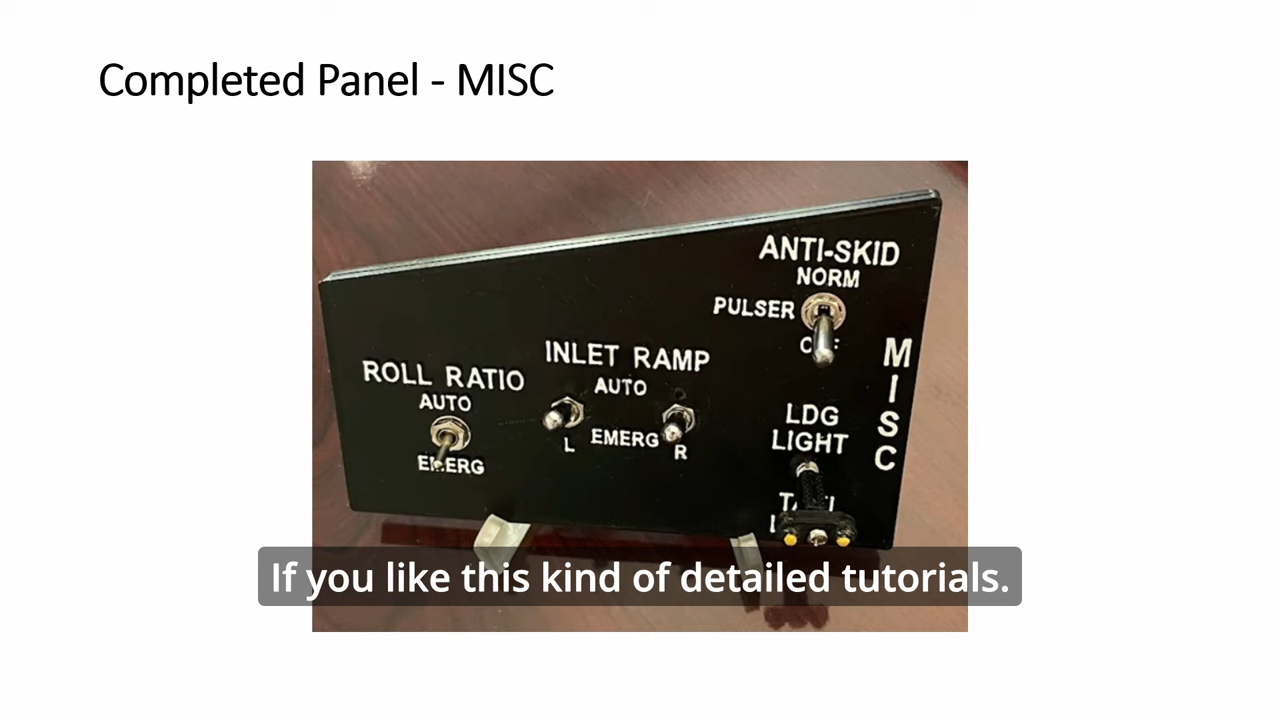 Completed Panel - MISC
ANTI-SKID
NORM
PULSER
INLET RAMP
AUTO
ROLL RATIO
AUTO
EMERG
L
EMERG
R
LDG
LIGHT
M
I
S
C
If you like this kind of detailed tutorials.